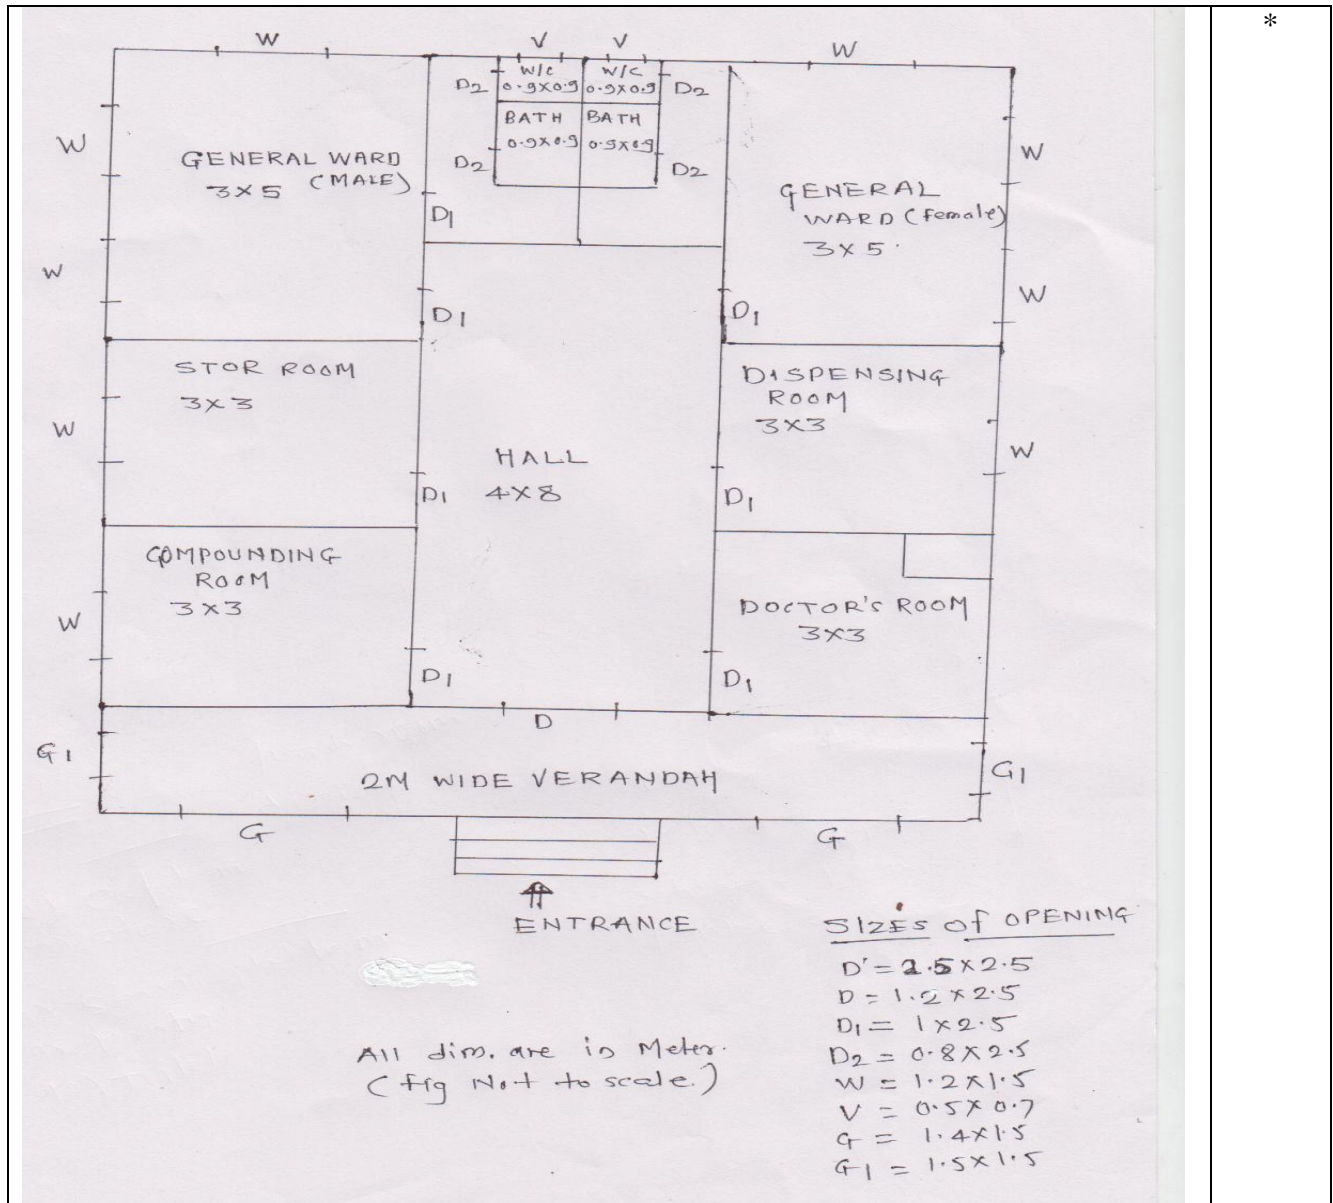 *
W
V
V
W
W/C
W/C
D2
0.9x0.9
0.9x0.9
D2
BATH
BATH
0.9x0.9
0.9x0.9
D2
D2
W
GENERAL WARD
(MALE)
3x5
D1
W
GENERAL
WARD (female)
3x5
W
D1
W
D1
STOR ROOM
3x3
DISPENSING
ROOM
3x3
W
HALL
4x8
W
D1
D1
COMPOUNDING
ROOM
3x3
DOCTOR'S ROOM
3x3
W
D1
D1
D
G1
2M WIDE VERANDAH
G1
G
G
ENTRANCE
SIZES of OPENING
D' = 2.5x2.5
D = 1.2x2.5
D1 = 1x2.5
D2 = 0.8x2.5
W = 1.2x1.5
V = 0.5x0.7
G = 1.4x1.5
G1 = 1.5x1.5
All dim. are in Meter.
(fig Not to scale.)